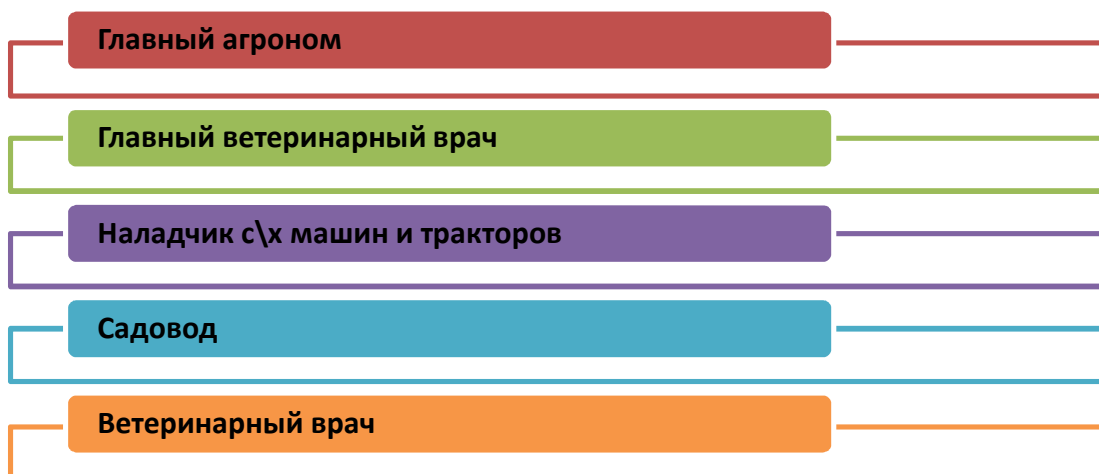 Главный агроном
Главный ветеринарный врач
Наладчик с\х машин и тракторов
Садовод
Ветеринарный врач